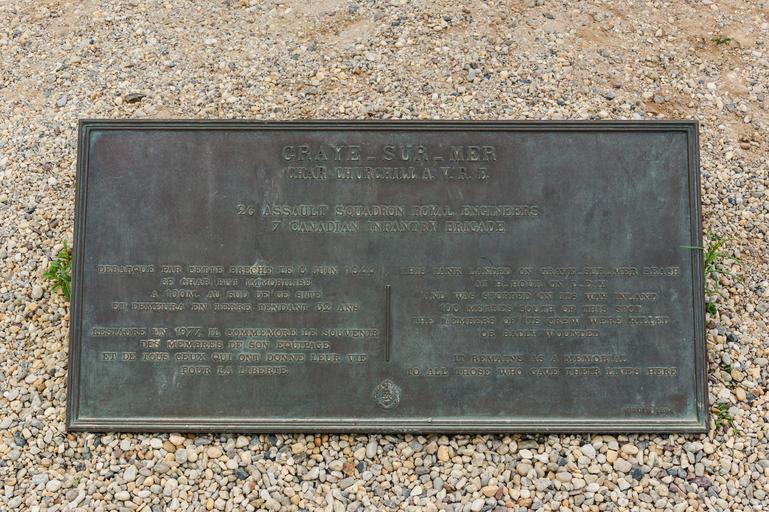 GRAYE - SUR - MER
CHAR CHURCHILL A.V.R.E.
26 ASSAULT SQUADRON ROYAL ENGINEERS
7 CANADIAN INFANTRY BRIGADE
DEBARQUE PAR CETTE BRECHE LE 6 JUIN 1944
CE CHAR FUT IMMOBILISE
A 100M. AU SUD DE CE SITE
ET DEMEURA EN TERRE PENDANT 32 ANS
RESTAURE EN 1977 IL COMMEMORE LE SOUVENIR
DES MEMBRES DE SON EQUIPAGE
ET DE TOUS CEUX QUI ONT DONNE LEUR VIE
POUR LA LIBERTE
THIS TANK LANDED ON GRAYE-SUR-MER BEACH
AT H.HOUR ON D.DAY
AND WAS STOPPED ON ITS WAY INLAND
100 METRES SOUTH OF THIS SPOT
THE MEMBERS OF ITS CREW WERE KILLED
OR BADLY WOUNDED
IT REMAINS AS A MEMORIAL
TO ALL THOSE WHO GAVE THEIR LIVES HERE